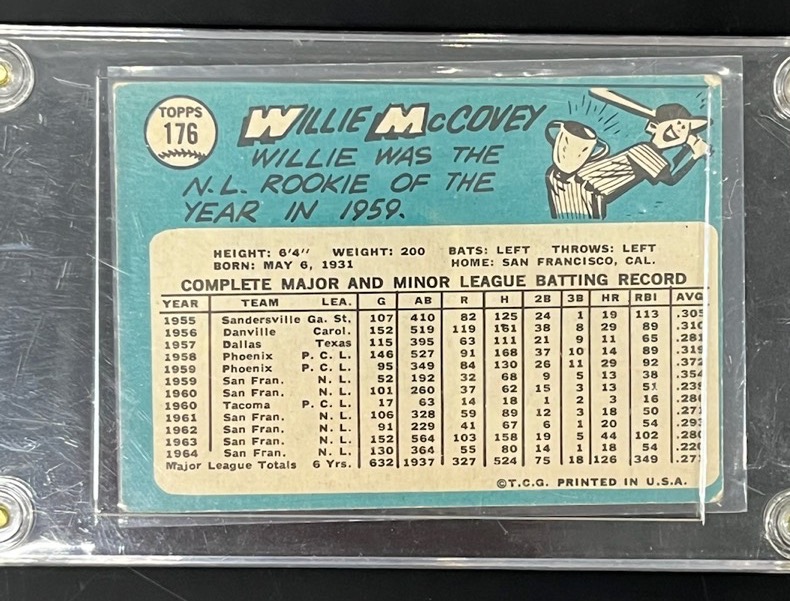 TOPPS
176
WILLIE McCOVEY
WILLIE WAS THE
N.L. ROOKIE OF THE
YEAR IN 1959.
HEIGHT: 6'4" WEIGHT: 200 BATS: LEFT THROWS: LEFT
BORN: MAY 6, 1931 HOME: SAN FRANCISCO, CAL.
COMPLETE MAJOR AND MINOR LEAGUE BATTING RECORD
YEAR TEAM LEA. G AB R H 2B 3B HR RBI AVG
1955 Sandersville Ga. St. 107 410 82 125 24 1 19 113 .305
1956 Danville Carol. 152 519 119 161 38 8 29 89 .310
1957 Dallas Texas 115 395 63 111 21 9 11 65 .281
1958 Phoenix P. C. L. 146 527 91 168 37 10 14 89 .319
1959 Phoenix P. C. L. 95 349 84 130 26 11 29 92 .372
1959 San Fran. N. L. 52 192 32 68 9 5 13 38 .354
1960 San Fran. N. L. 101 260 37 62 15 3 13 51 .238
1960 Tacoma P. C. L. 17 63 14 18 1 2 3 16 .286
1961 San Fran. N. L. 106 328 59 89 12 3 18 50 .271
1962 San Fran. N. L. 91 229 41 67 6 1 20 54 .293
1963 San Fran. N. L. 152 564 103 158 19 5 44 102 .280
1964 San Fran. N. L. 130 364 55 80 14 1 18 54 .220
Major League Totals 6 Yrs. 632 1937 327 524 75 18 126 349 .271
©T.C.G. PRINTED IN U.S.A.